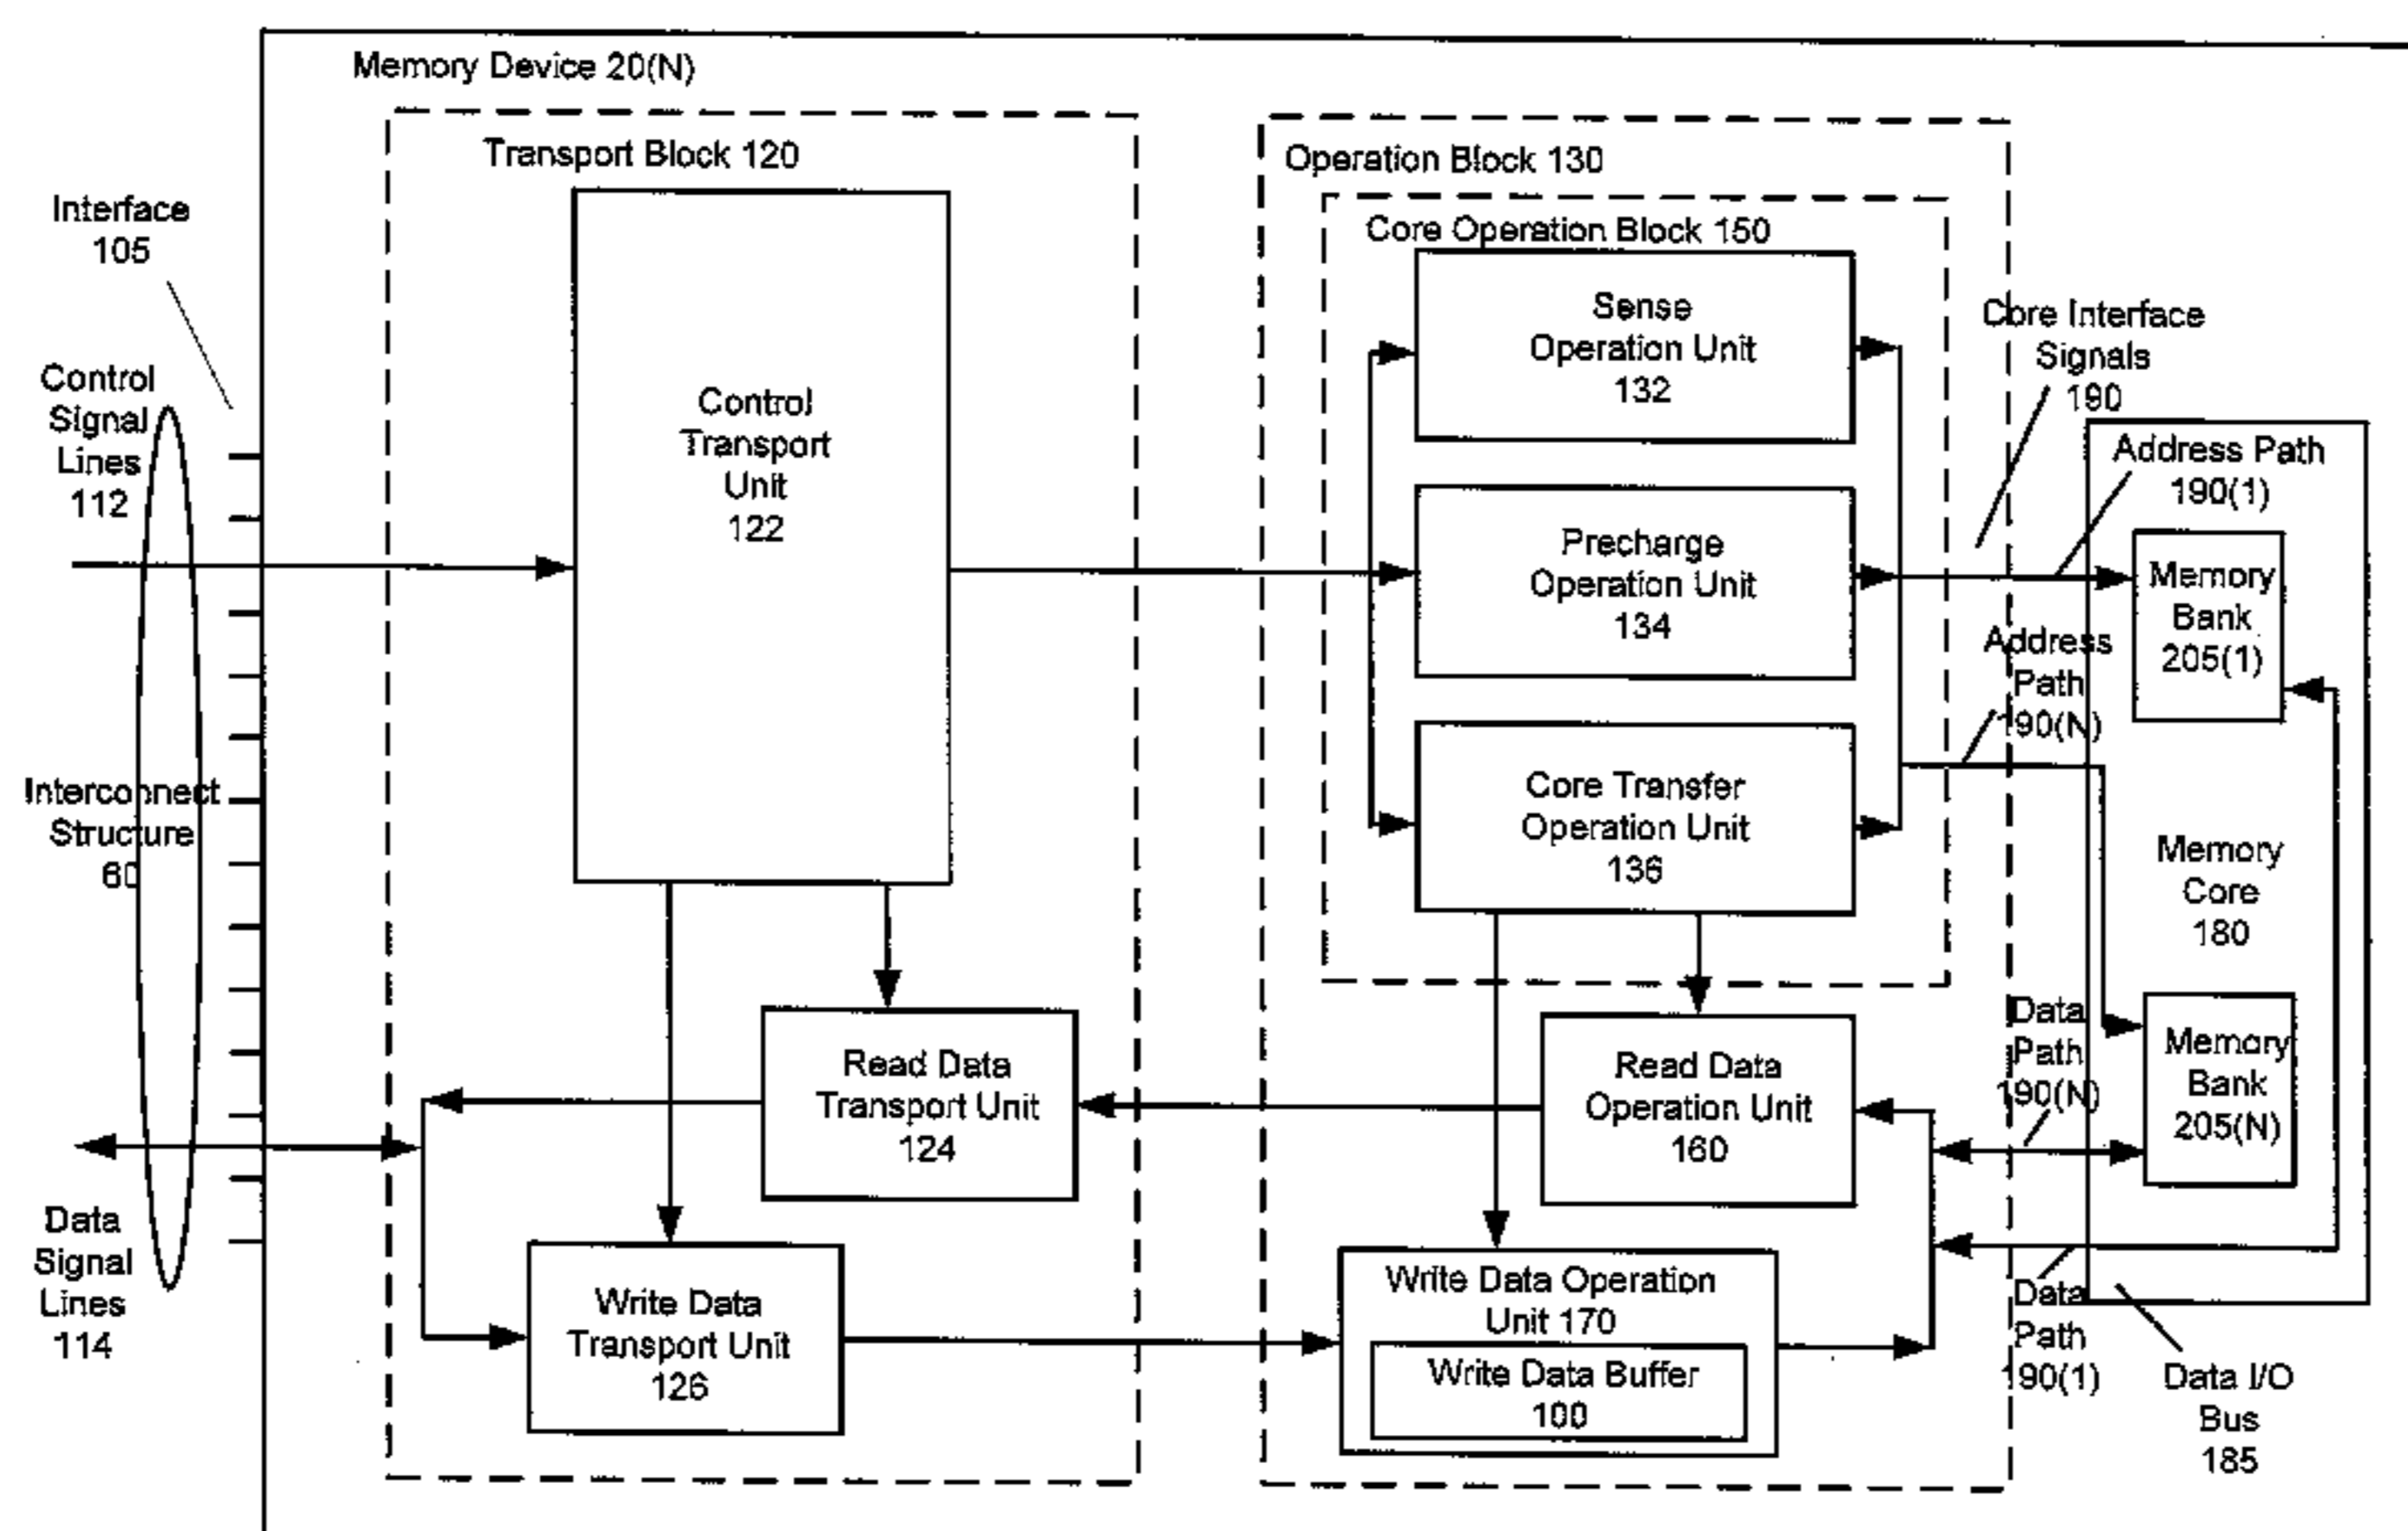 Memory Device 20(N)
Transport Block 120
Operation Block 130
Core Operation Block 150
Interface
105
Control
Signal
Lines
112
Interconnect
Structure
60
Data
Signal
Lines
114
Control
Transport
Unit
122
Read Data
Transport Unit
124
Write Data
Transport Unit
126
Sense
Operation Unit
132
Precharge
Operation Unit
134
Core Transfer
Operation Unit
136
Read Data
Operation Unit
160
Write Data Operation
Unit 170
Write Data Buffer
100
Core Interface
Signals
190
Address Path
190(1)
Memory
Bank
205(1)
Address
Path
190(N)
Memory
Core
180
Data
Path
190(N)
Memory
Bank
205(N)
Data
Path
190(1)
Data I/O
Bus
185